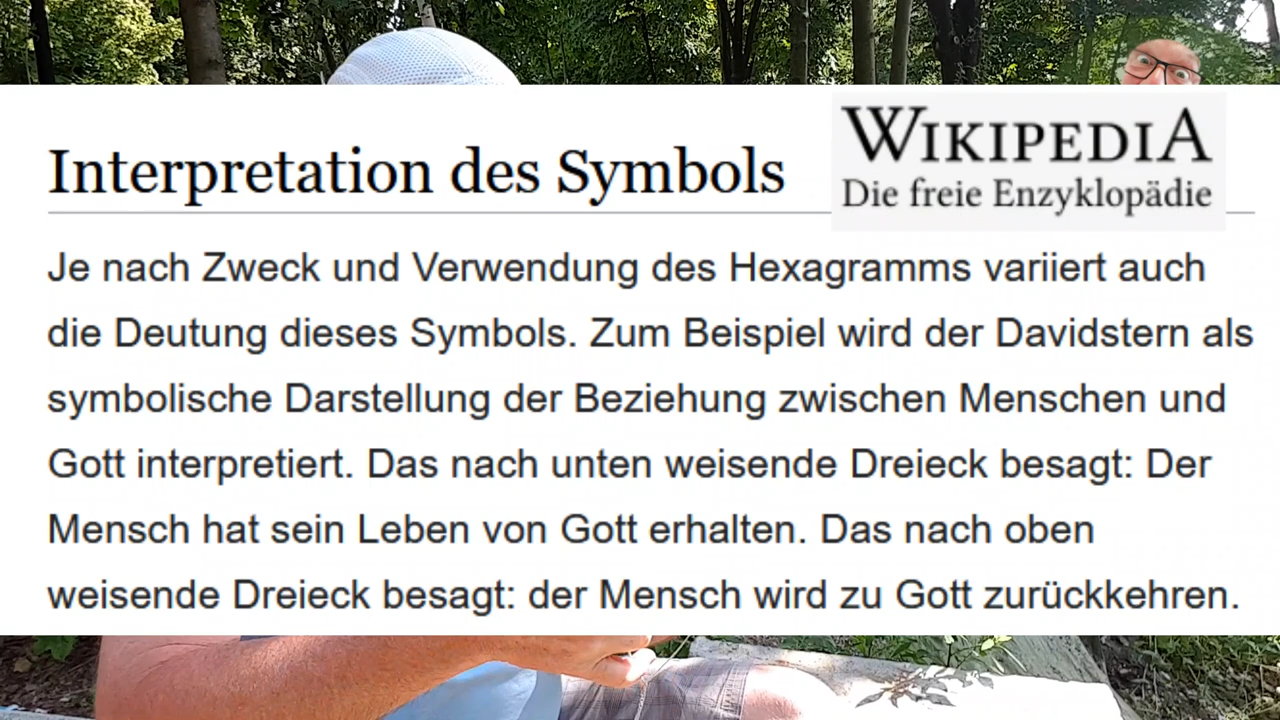 Interpretation des Symbols
WIKIPEDIA
Die freie Enzyklopädie
Je nach Zweck und Verwendung des Hexagramms variiert auch
die Deutung dieses Symbols. Zum Beispiel wird der Davidstern als
symbolische Darstellung der Beziehung zwischen Menschen und
Gott interpretiert. Das nach unten weisende Dreieck besagt: Der
Mensch hat sein Leben von Gott erhalten. Das nach oben
weisende Dreieck besagt: der Mensch wird zu Gott zurückkehren.